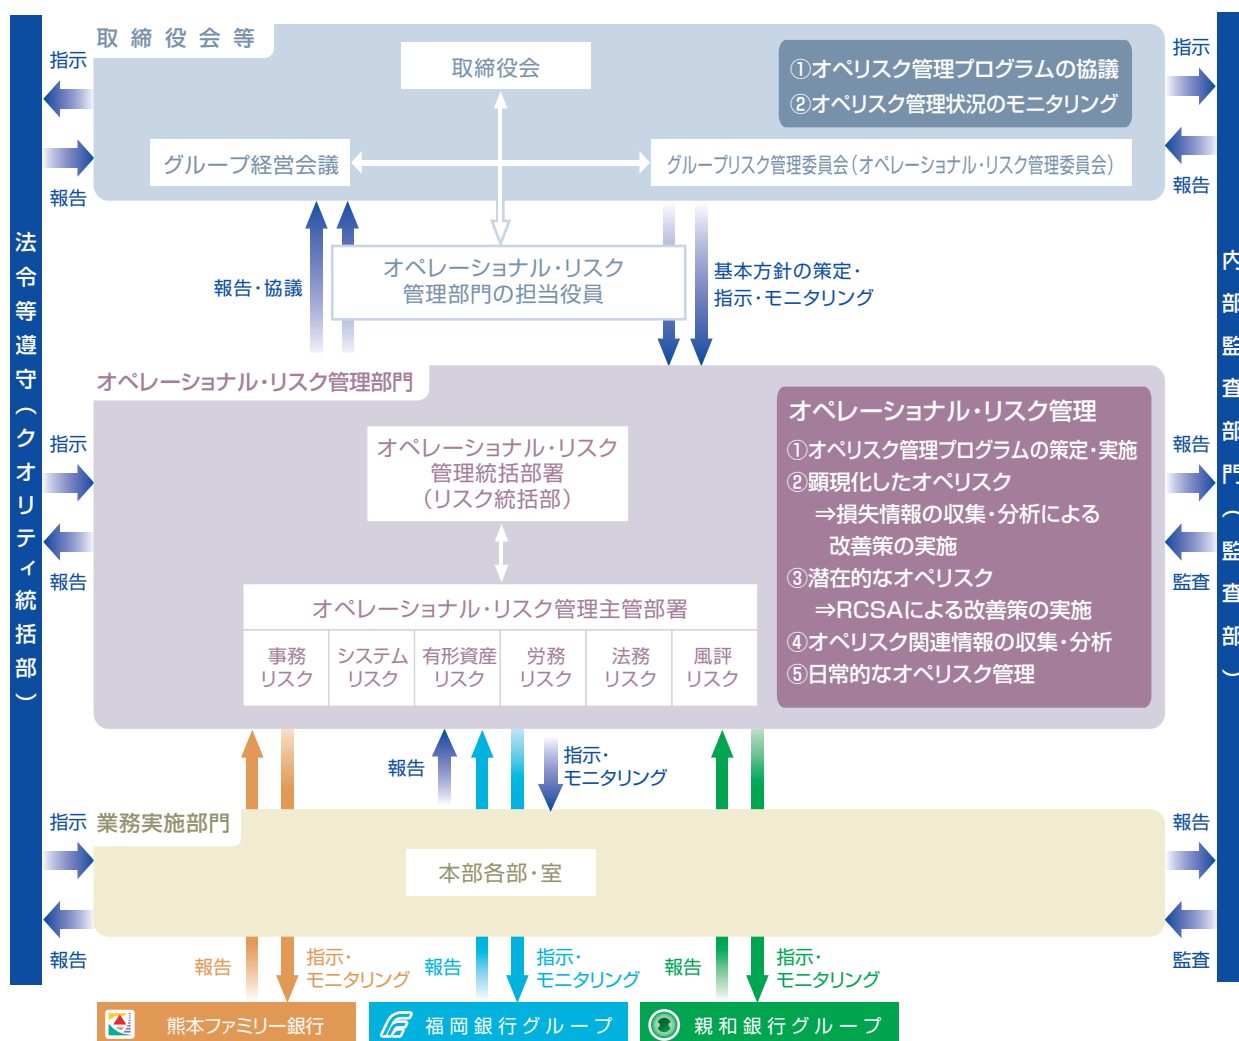 取締役会等
取締役会
①オペリスク管理プログラムの協議
②オペリスク管理状況のモニタリング
グループ経営会議
グループリスク管理委員会(オペレーショナル・リスク管理委員会)
指示
報告
指示
報告
法令等遵守(クオリティ統括部)
内部監査部門(監査部)
報告・協議
オペレーショナル・リスク
管理部門の担当役員
基本方針の策定・
指示・モニタリング
オペレーショナル・リスク管理部門
オペレーショナル・リスク
管理統括部署
(リスク統括部)
オペレーショナル・リスク管理
①オペリスク管理プログラムの策定・実施
②顕現化したオペリスク
⇒損失情報の収集・分析による
改善策の実施
③潜在的なオペリスク
⇒RCSAによる改善策の実施
④オペリスク関連情報の収集・分析
⑤日常的なオペリスク管理
指示
報告
報告
監査
オペレーショナル・リスク管理主管部署
事務
リスク
システム
リスク
有形資産
リスク
労務
リスク
法務
リスク
風評
リスク
報告
指示・
モニタリング
業務実施部門
本部各部・室
指示
報告
報告
監査
報告
指示・
モニタリング
報告
指示・
モニタリング
報告
指示・
モニタリング
熊本ファミリー銀行
福岡銀行グループ
親和銀行グループ